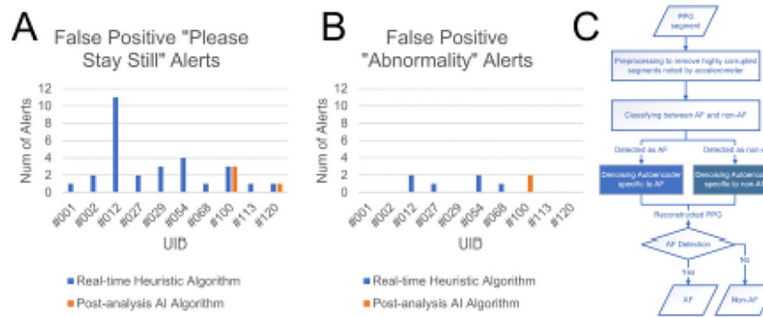 A
False Positive "Please
Stay Still" Alerts
Num of Alerts
12
10
8
6
4
2
0
#001
#002
#012
#027
#029
#054
#068
#100
#113
#120
UID
Real-time Heuristic Algorithm
Post-analysis AI Algorithm
B
False Positive
"Abnormality" Alerts
Num of Alerts
12
10
8
6
4
2
0
#001
#002
#012
#027
#029
#054
#068
#100
#113
#120
UID
Real-time Heuristic Algorithm
Post-analysis AI Algorithm
C
PPG
segment
Preprocessing to remove highly corrupted
segments noted by accelerometer
Classifying between AF and non-AF
Detected as AF
Detected as non-
Denoising Autoencoder
specific to AF
Denoising Autoencod
specific to non-A
Reconstructed PPG
AF Detection
Yes
No
AF
Non-AF